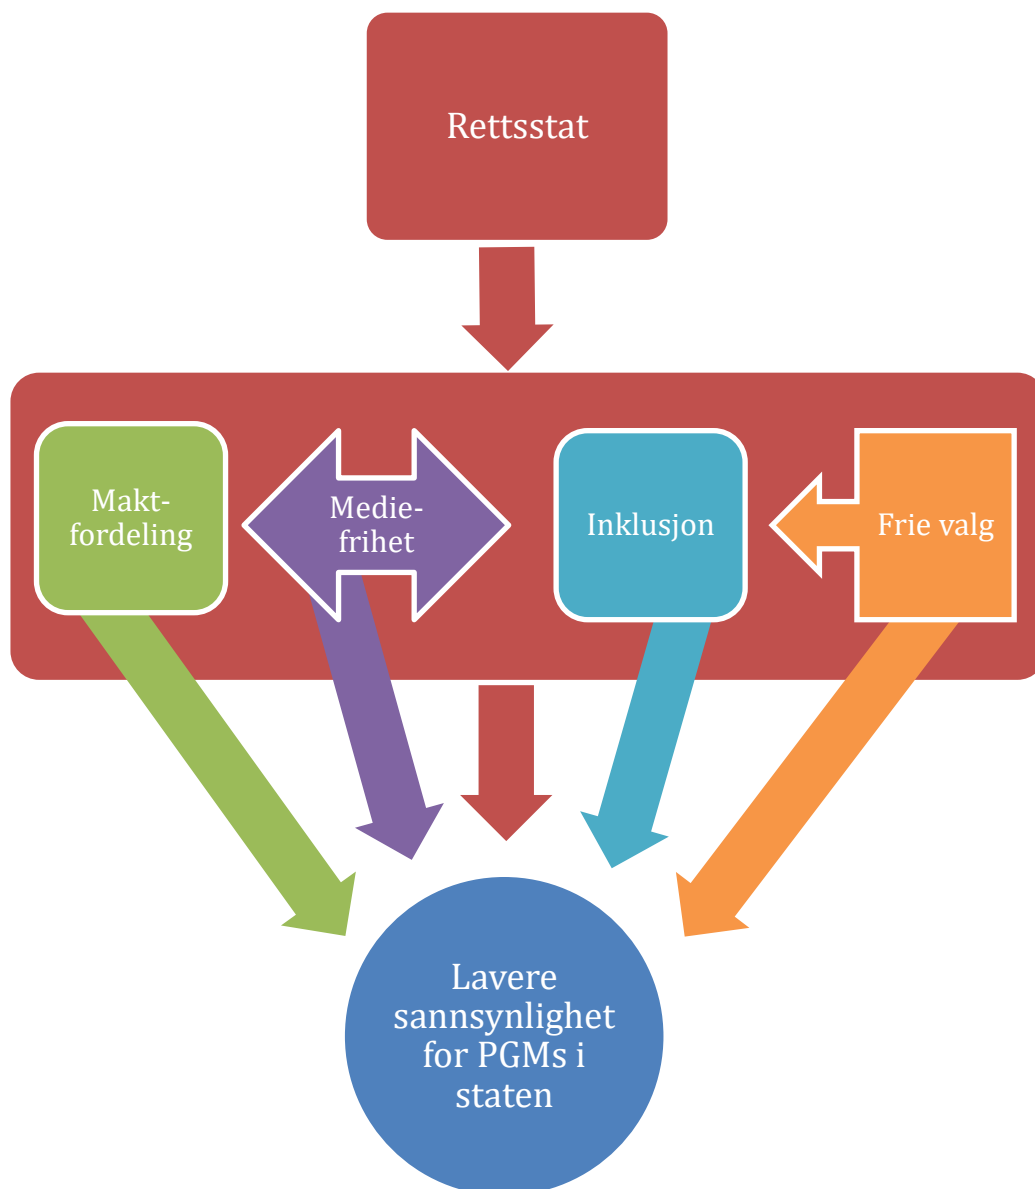 Rettsstat
Makt-
fordeling
Medie-
frihet
Inklusjon
Frie valg
Lavere
sannsynlighet
for PGMs i
staten